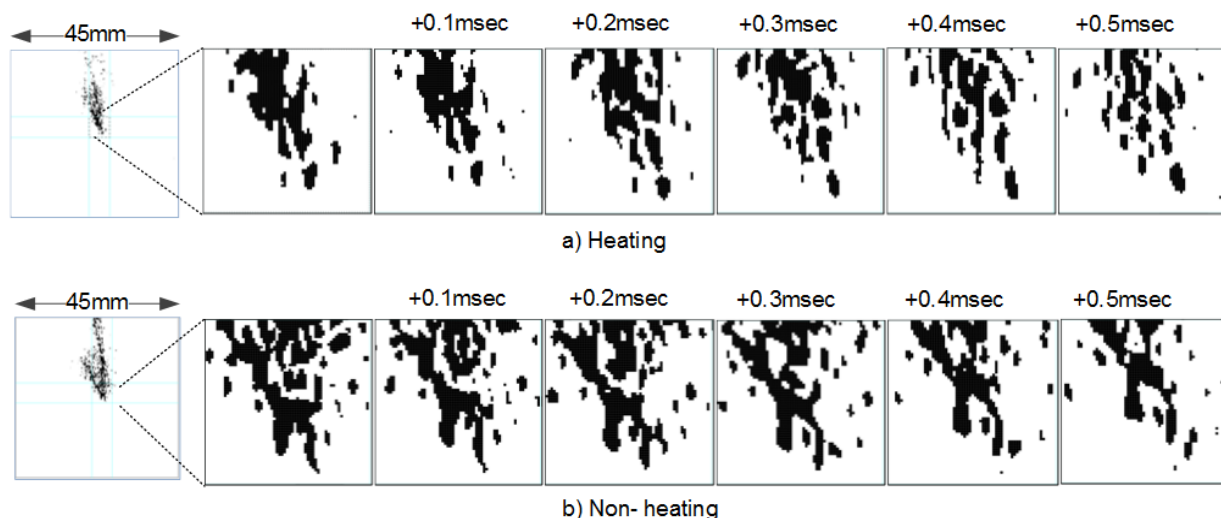 45mm
+0.1msec
+0.2msec
+0.3msec
+0.4msec
+0.5msec
a) Heating
45mm
+0.1msec
+0.2msec
+0.3msec
+0.4msec
+0.5msec
b) Non- heating